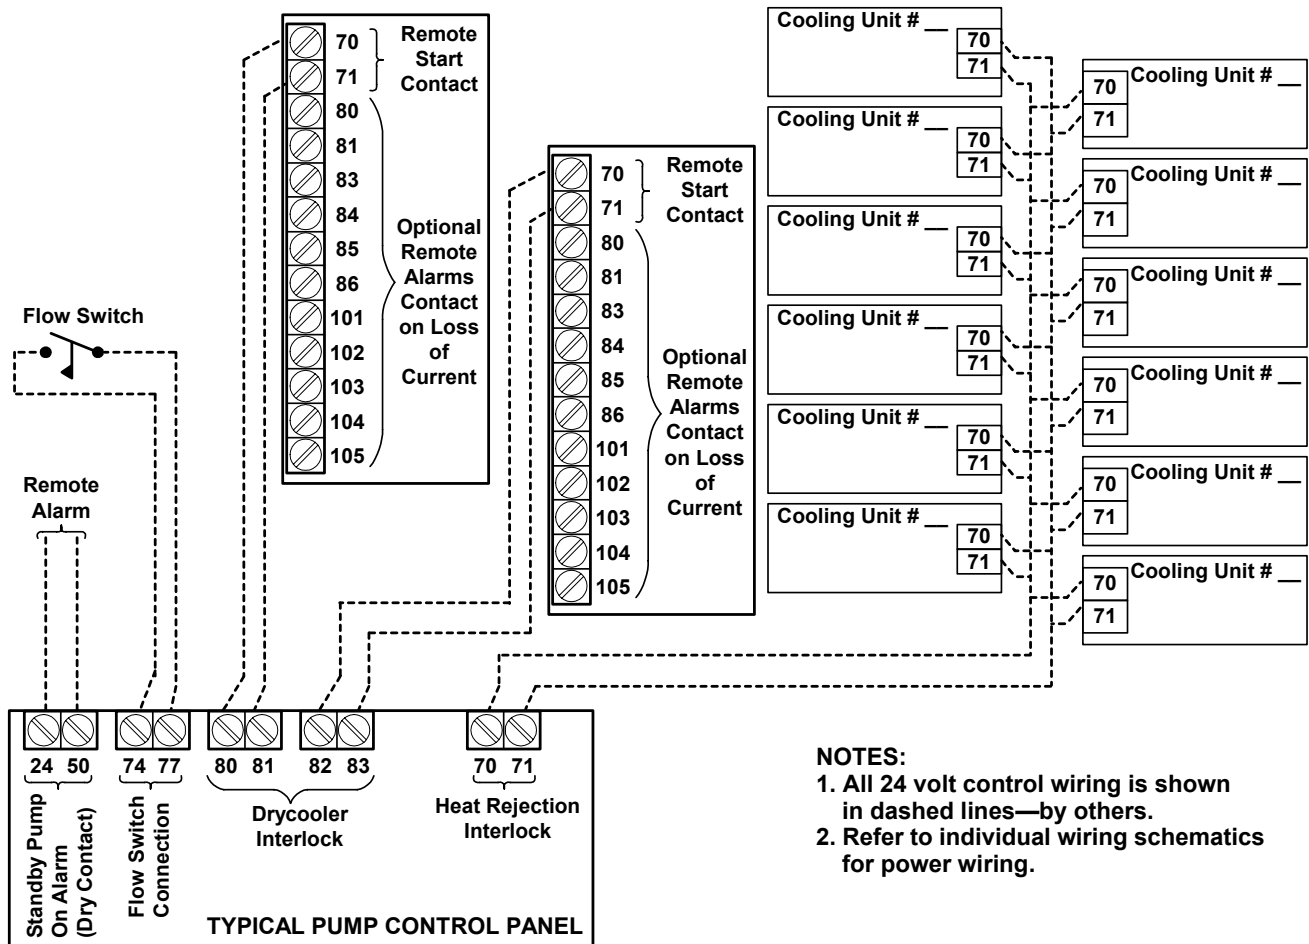 70
71
80
81
83
84
85
86
101
102
103
104
105
Remote
Start
Contact
Optional
Remote
Alarms
Contact
on Loss
of
Current
70
71
80
81
83
84
85
86
101
102
103
104
105
Remote
Start
Contact
Optional
Remote
Alarms
Contact
on Loss
of
Current
Cooling Unit # __
70
71
Cooling Unit # __
70
71
Cooling Unit # __
70
71
Cooling Unit # __
70
71
Cooling Unit # __
70
71
Cooling Unit # __
70
71
Cooling Unit # __
70
71
Cooling Unit # __
70
71
Cooling Unit # __
70
71
Cooling Unit # __
70
71
Cooling Unit # __
70
71
Cooling Unit # __
70
71
Flow Switch
Remote
Alarm
24 50
74 77
80 81
82 83
70 71
Standby Pump
On Alarm
(Dry Contact)
Flow Switch
Connection
Drycooler
Interlock
Heat Rejection
Interlock
TYPICAL PUMP CONTROL PANEL
NOTES:
1. All 24 volt control wiring is shown
in dashed lines—by others.
2. Refer to individual wiring schematics
for power wiring.